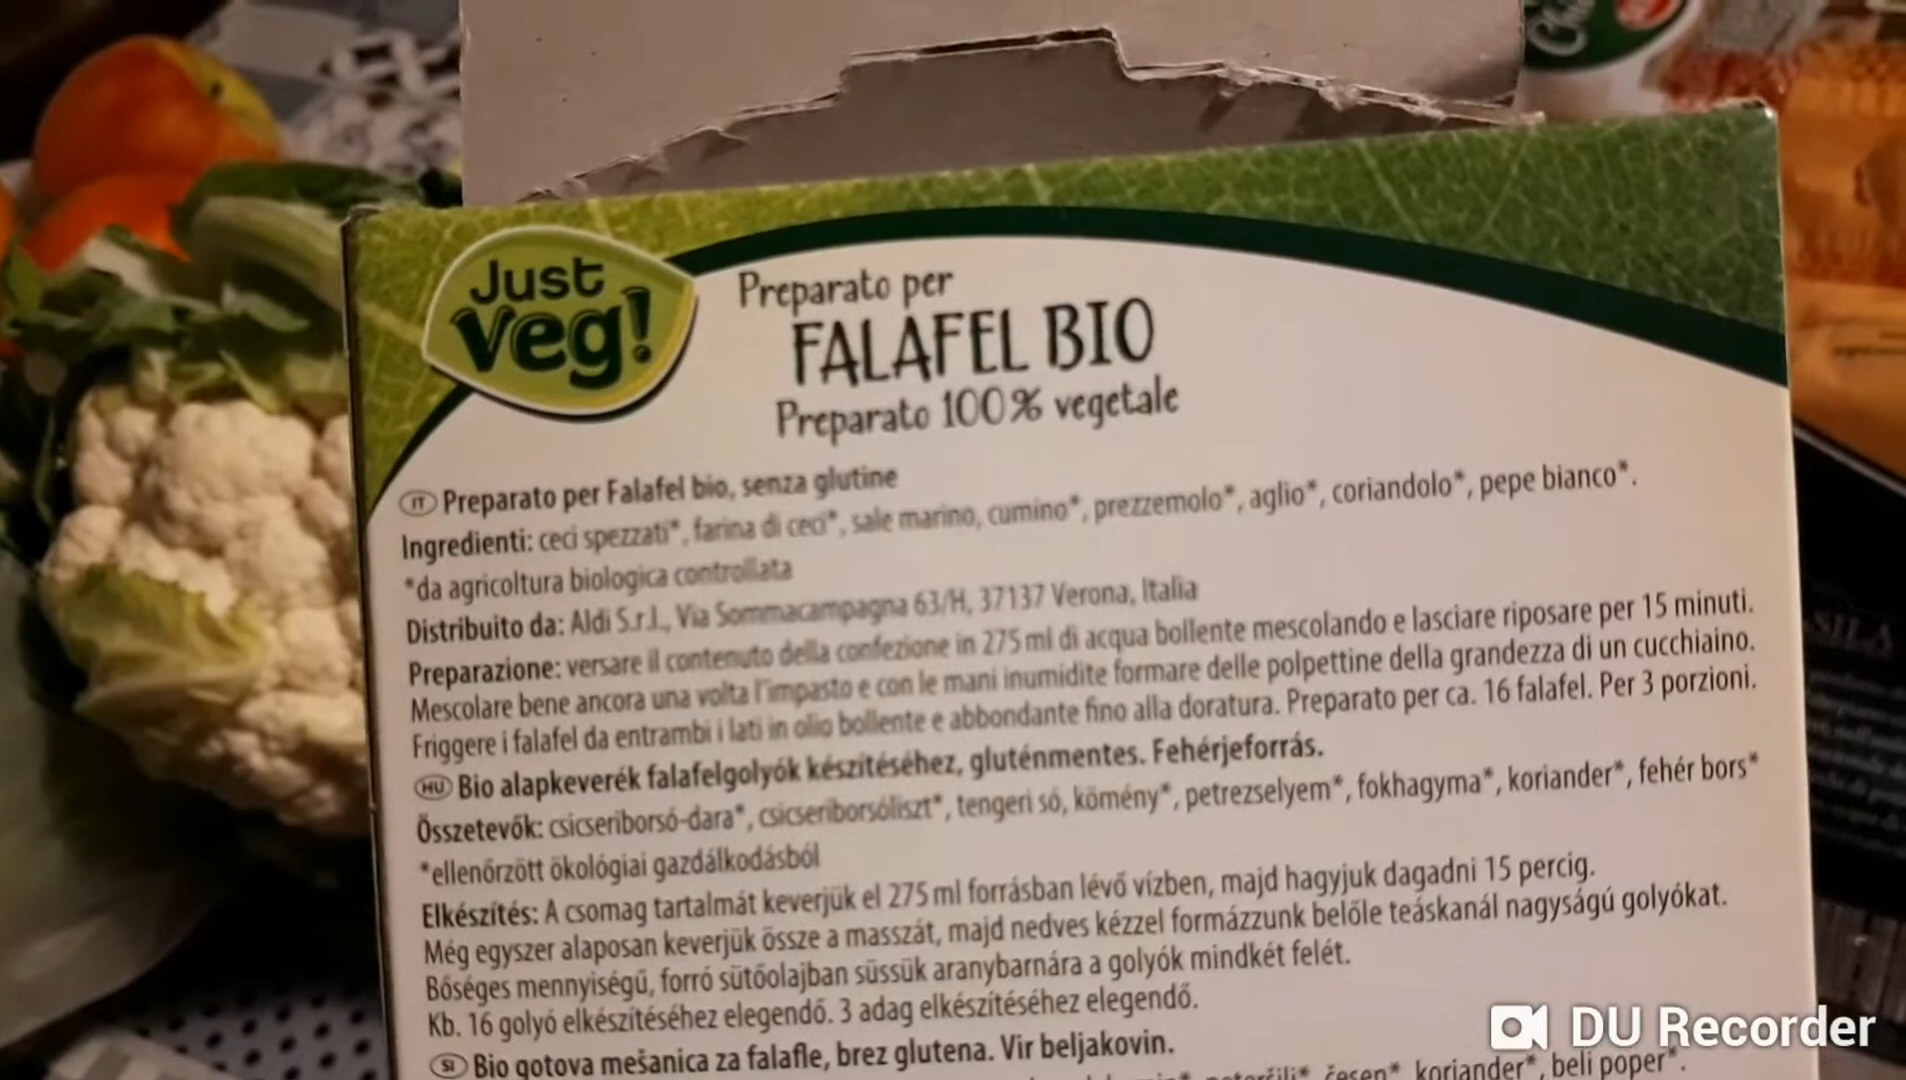 Just
Veg!
Preparato per
FALAFEL BIO
Preparato 100% vegetale
IT Preparato per Falafel bio, senza glutine
Ingredienti: ceci spezzati*, farina di ceci*, sale marino, cumino*, prezzemolo*, aglio*, coriandolo*, pepe bianco*.
*da agricoltura biologica controllata
Distribuito da: Aldi S.r.l., Via Sommacampagna 63/H, 37137 Verona, Italia
Preparazione: versare il contenuto della confezione in 275 ml di acqua bollente mescolando e lasciare riposare per 15 minuti.
Mescolare bene ancora una volta l'impasto e con le mani inumidite formare delle polpettine della grandezza di un cucchiaino.
Friggere i falafel da entrambi i lati in olio bollente e abbondante fino alla doratura. Preparato per ca. 16 falafel. Per 3 porzioni.
HU Bio alapkeverék falafelgolyók készítéséhez, gluténmentes. Fehérjeforrás.
Összetevők: csicseriborsó-dara*, csicseriborsóliszt*, tengeri só, kömény*, petrezselyem*, fokhagyma*, koriander*, fehér bors*
*ellenőrzött ökológiai gazdálkodásból
Elkészítés: A csomag tartalmát keverjük el 275 ml forrásban lévő vízben, majd hagyjuk dagadni 15 percig.
Még egyszer alaposan keverjük össze a masszát, majd nedves kézzel formázzunk belőle teáskanál nagyságú golyókat.
Bőséges mennyiségű, forró sütőolajban süssük aranybarnára a golyók mindkét felét.
Kb. 16 golyó elkészítéséhez elegendő. 3 adag elkészítéséhez elegendő.
SI Bio gotova mešanica za falafle, brez glutena. Vir beljakovin.
česen*, koriander*, beli poper*.
SILA
DU Recorder